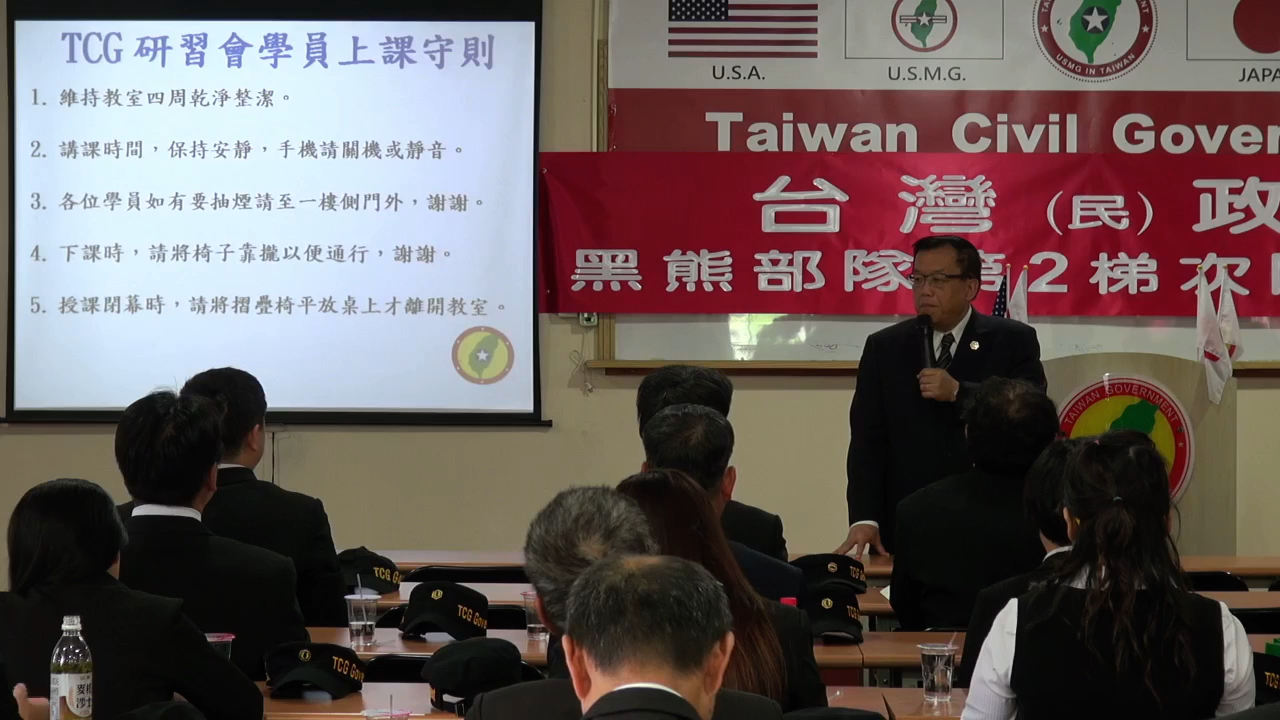 TCG 研習會學員上課守則
1. 維持教室四周乾淨整潔。
2. 講課時間，保持安靜，手機請關機或靜音。
3. 各位學員如有要抽煙請至一樓側門外，謝謝。
4. 下課時，請將椅子靠攏以便通行，謝謝。
5. 授課閉幕時，請將摺疊椅平放桌上才離開教室。
U.S.A.
U.S.M.G.
USMG IN TAIWAN
JAPA
Taiwan Civil Gover
台灣(民)政
黑熊部隊第2梯次
TAIWAN GOVERNMENT
TCG Gov
TCG Gov
TCG Gov
TCG
TCG